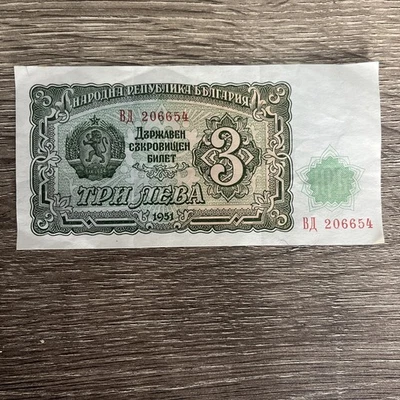 НАРОДНА РЕПУБЛИКА БЪЛГАРИЯ
ВД 206654
ДЪРЖАВЕН
СЪКРОВИЩЕН
БИЛЕТ
3
ТРИ ЛЕВА
1951
ВД 206654